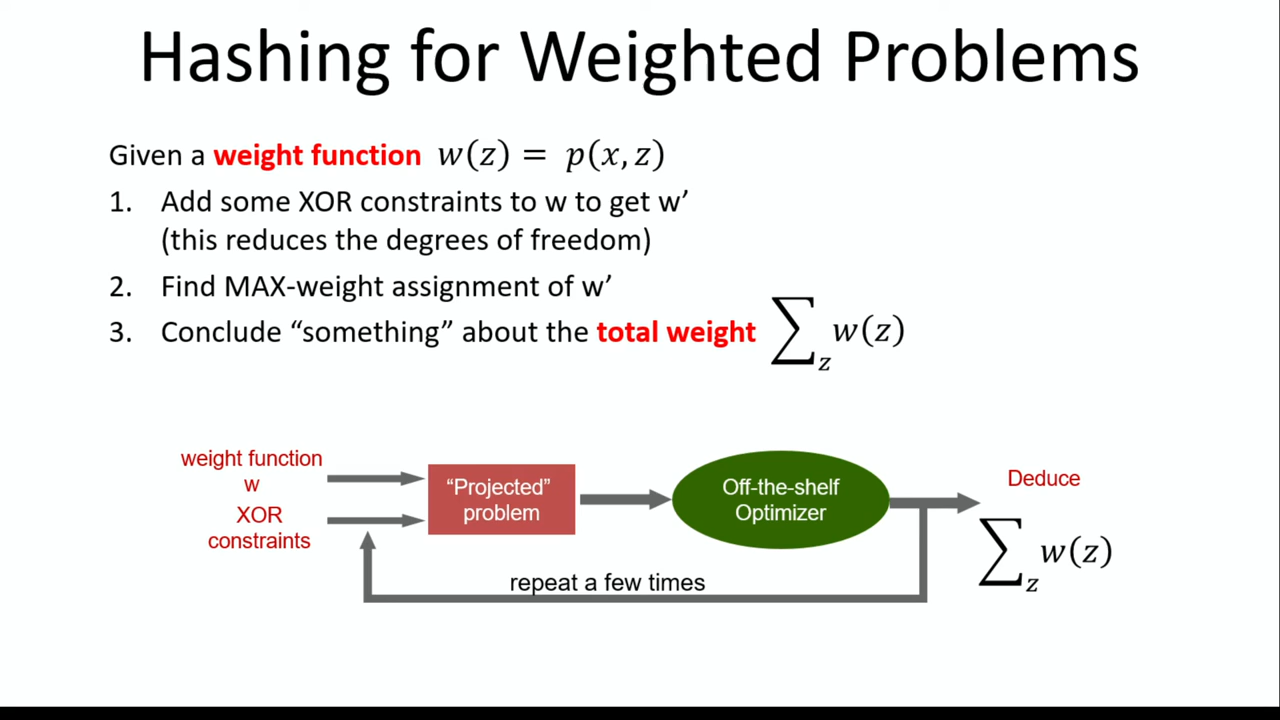 Hashing for Weighted Problems
Given a weight function w(z) = p(x, z)
1. Add some XOR constraints to w to get w’
(this reduces the degrees of freedom)
2. Find MAX-weight assignment of w’
3. Conclude “something” about the total weight ∑_z w(z)
weight function
w
XOR
constraints
“Projected”
problem
Off-the-shelf
Optimizer
Deduce
∑_z w(z)
repeat a few times